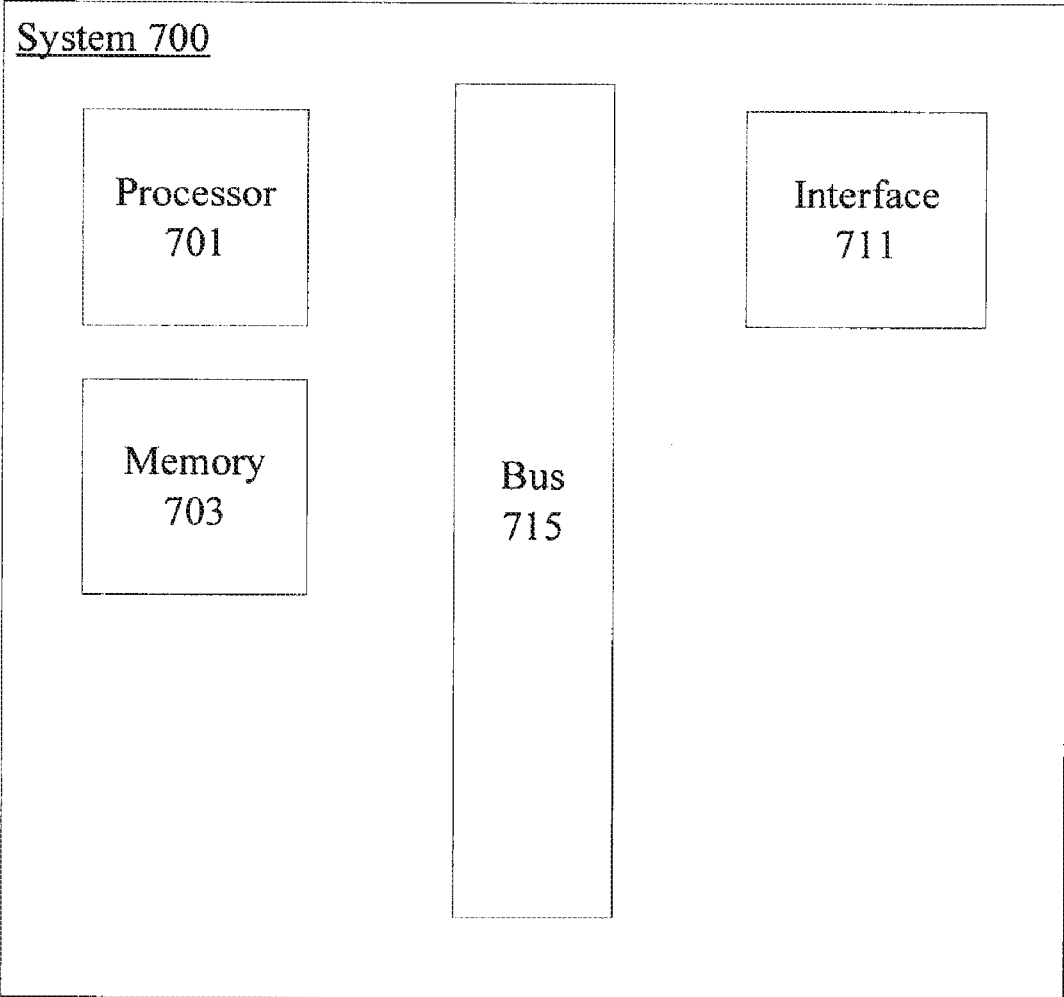 System 700
Processor
701
Interface
711
Memory
703
Bus
715